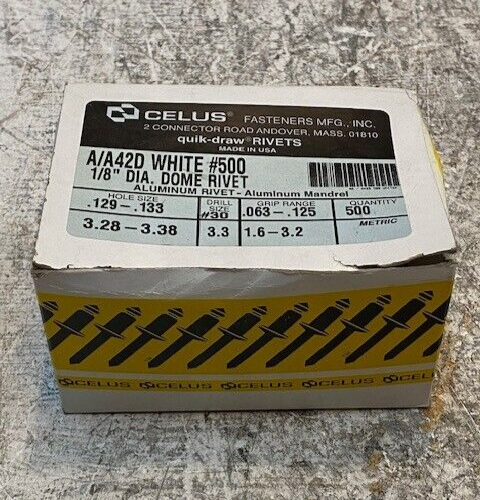 CELUS® FASTENERS MFG., INC.
2 CONNECTOR ROAD ANDOVER, MASS. 01810
quik-draw® RIVETS
MADE IN USA
A/A42D WHITE #500
1/8" DIA. DOME RIVET
ALUMINUM RIVET - Aluminum Mandrel
HOLE SIZE DRILL SIZE GRIP RANGE QUANTITY
.129 - .133 #30 .063 - .125 500
3.28 - 3.38 3.3 1.6 - 3.2 METRIC
CELUS CELUS CELUS CELUS CELUS